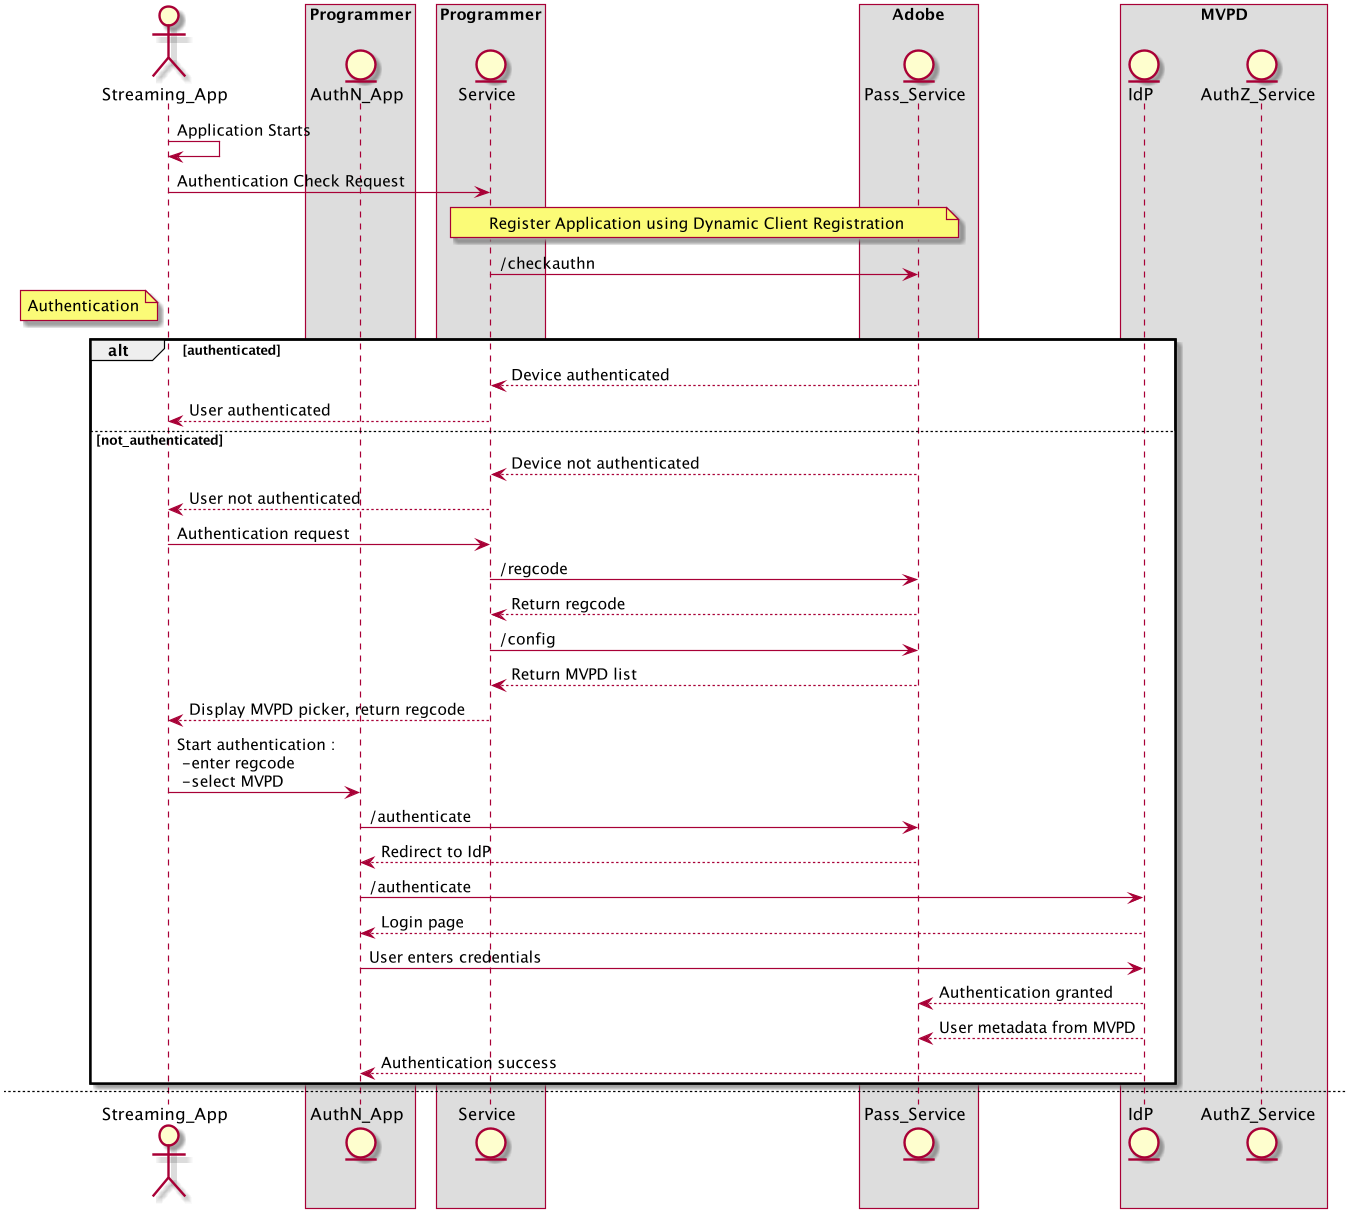 Programmer
Programmer
Adobe
MVPD
Streaming_App
AuthN_App
Service
Pass_Service
IdP
AuthZ_Service
Application Starts
Authentication Check Request
Register Application using Dynamic Client Registration
/checkauthn
Authentication
alt
[authenticated]
Device authenticated
User authenticated
[not_authenticated]
Device not authenticated
User not authenticated
Authentication request
/regcode
Return regcode
/config
Return MVPD list
Display MVPD picker, return regcode
Start authentication :
-enter regcode
-select MVPD
/authenticate
Redirect to IdP
/authenticate
Login page
User enters credentials
Authentication granted
User metadata from MVPD
Authentication success
Streaming_App
AuthN_App
Service
Pass_Service
IdP
AuthZ_Service